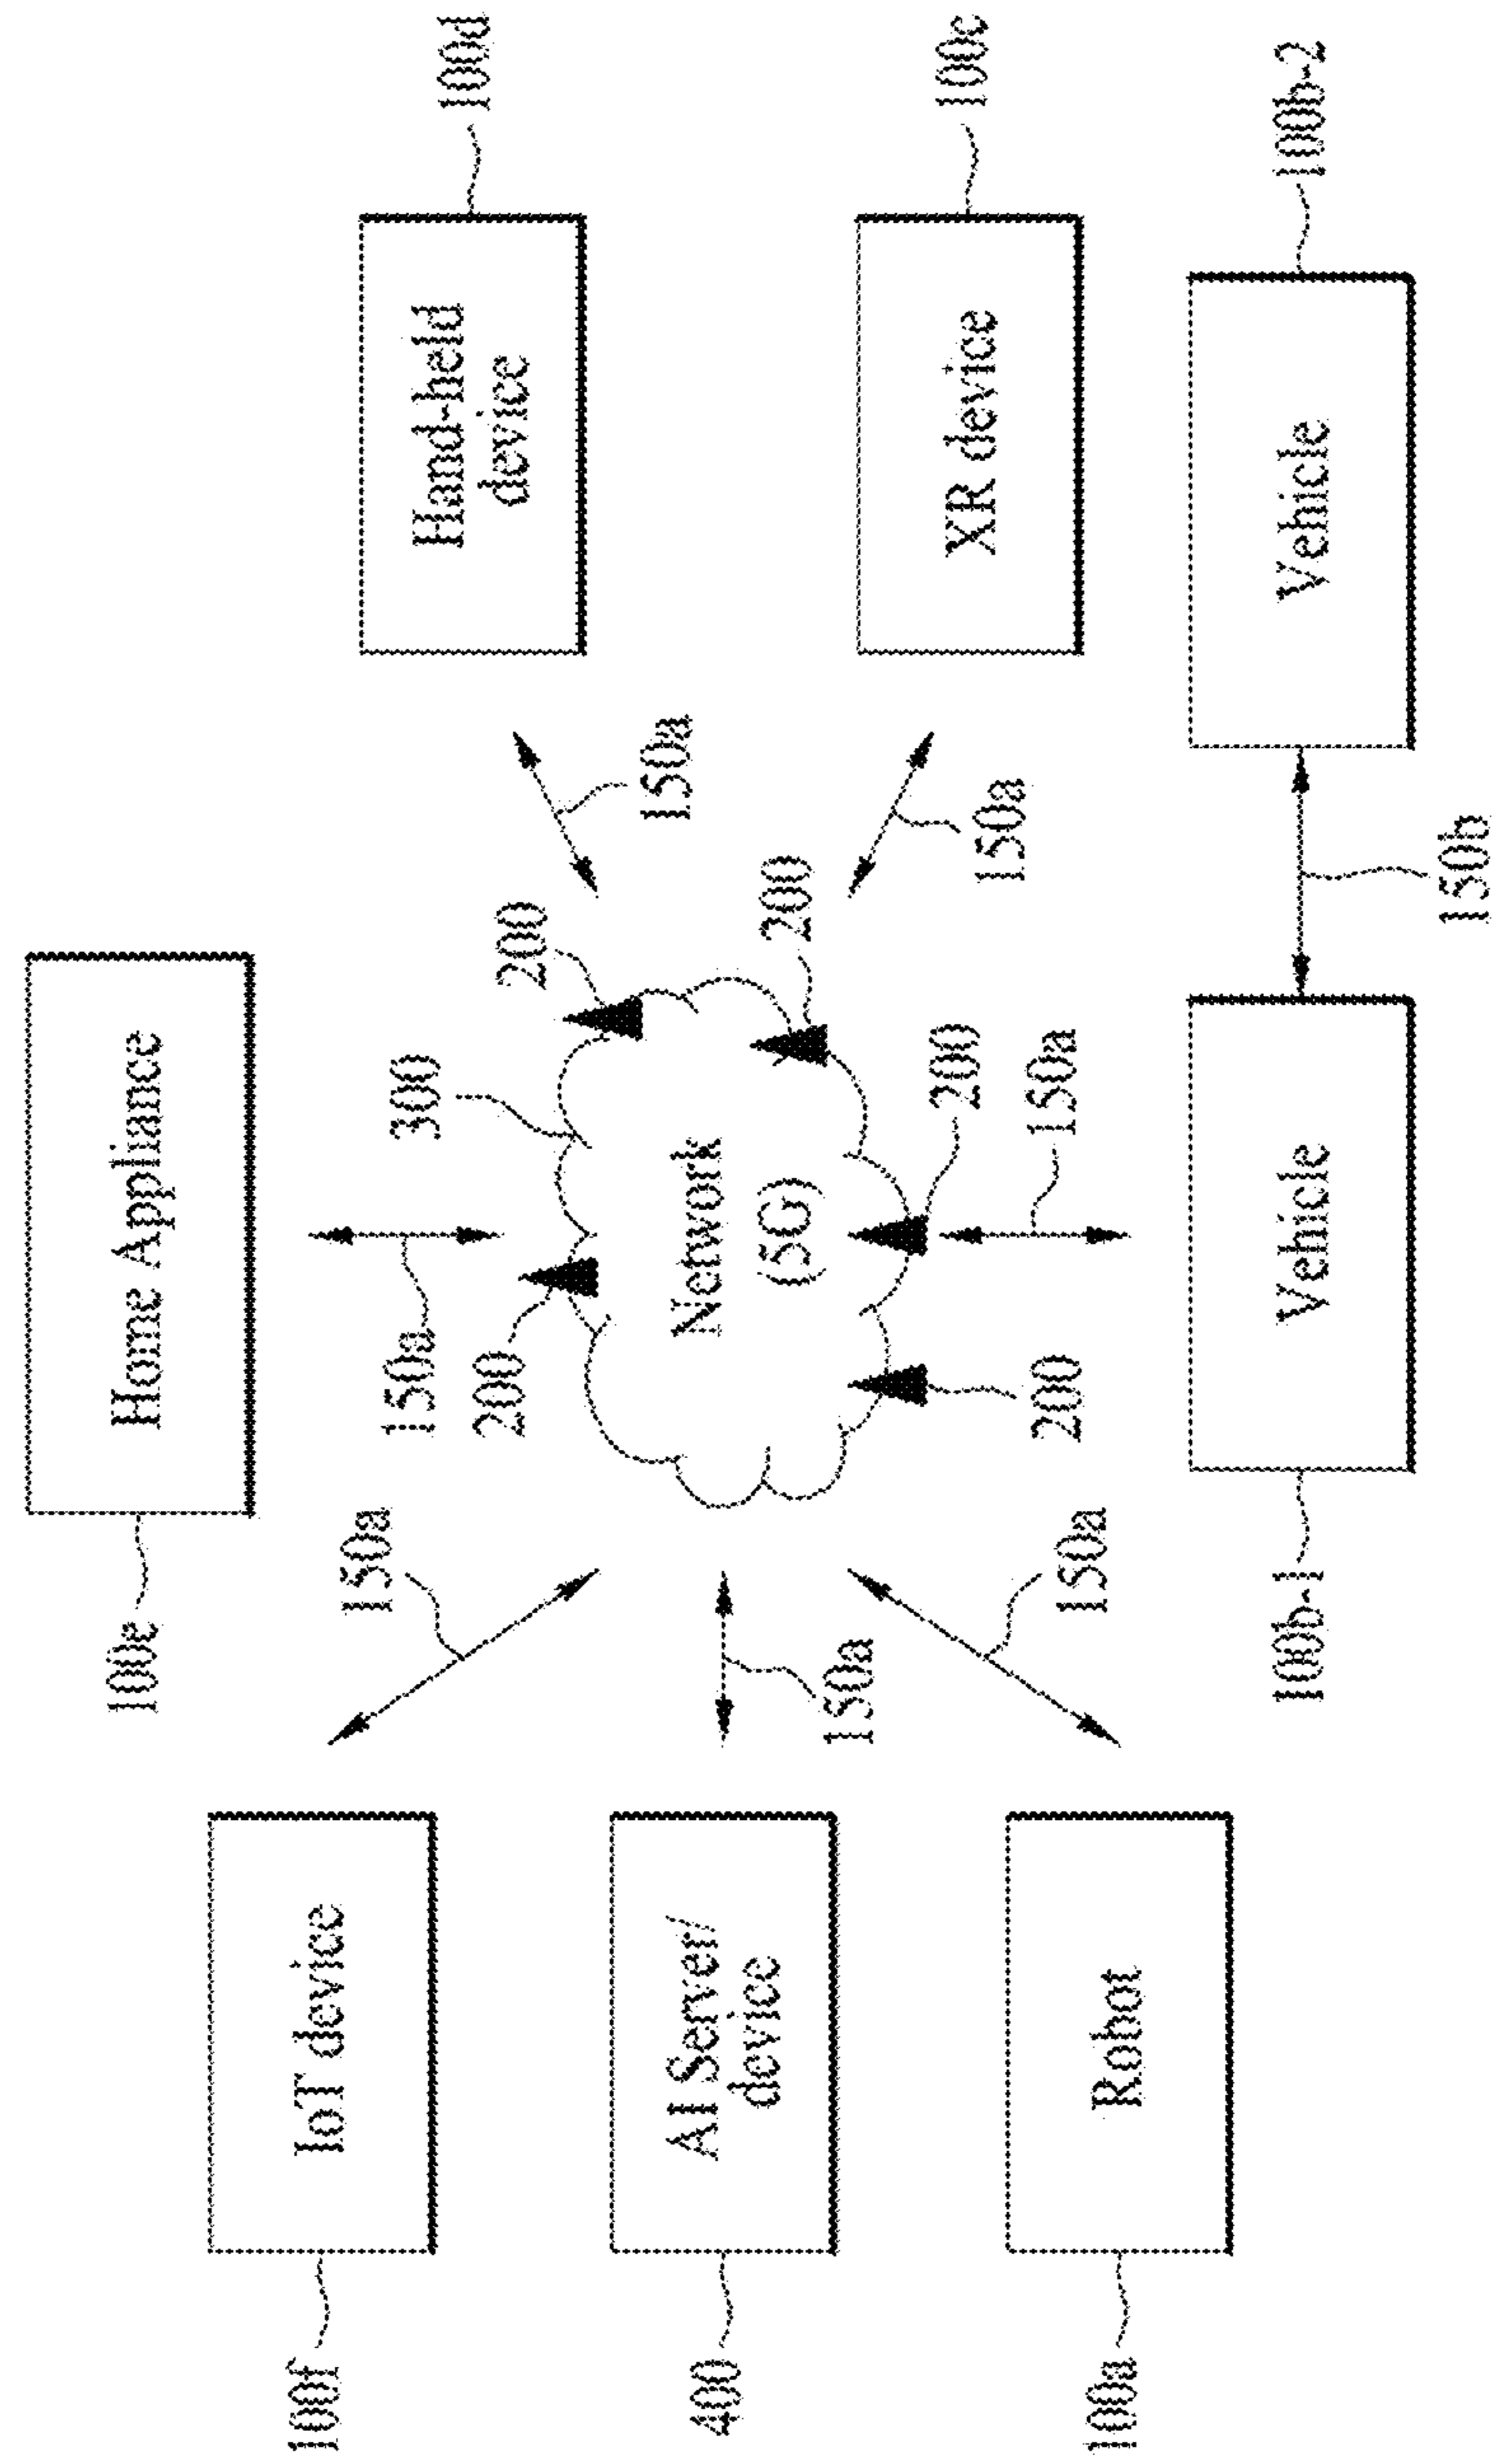 100e
Home Appliance
100f
IoT device
150a
150a
300
200
200
Hand-held
device
100d
150a
400
AI Server/
device
150a
Network
(5G)
200
150a
XR device
100c
100a
Robot
150a
200
200
150a
100b-1
Vehicle
150b
Vehicle
100b-2